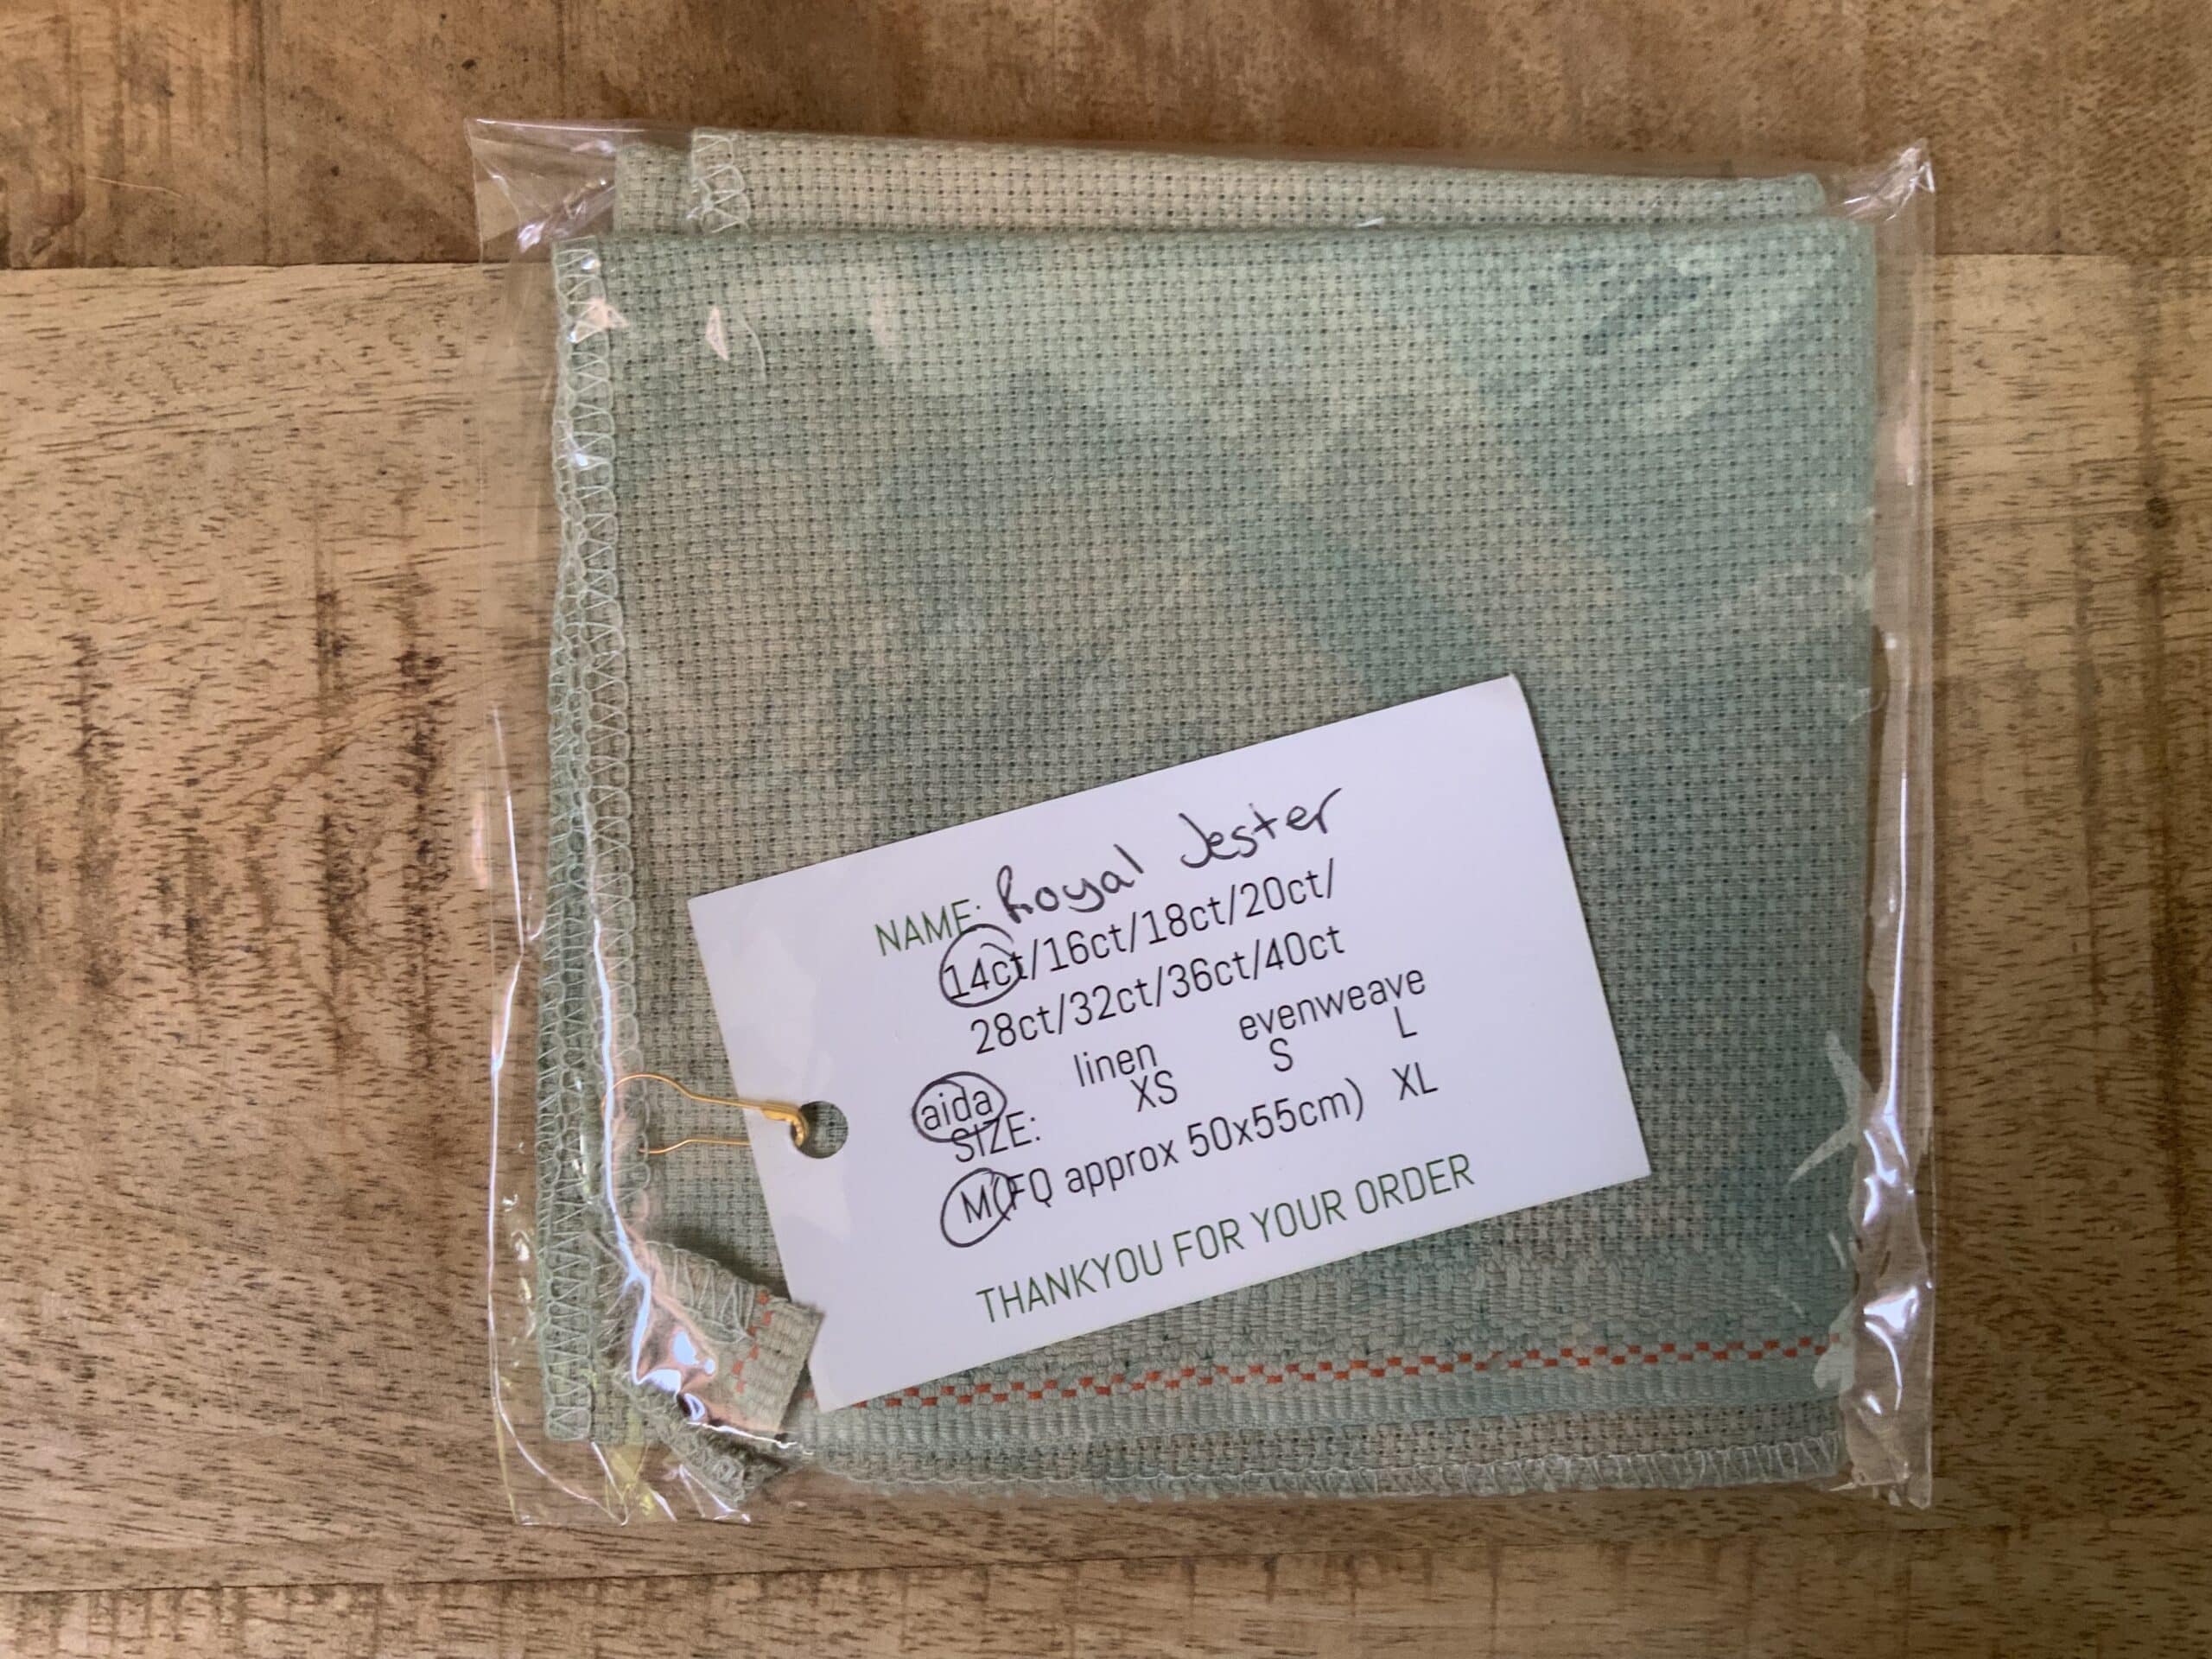 NAME: Royal Jester
14ct/16ct/18ct/20ct/
28ct/32ct/36ct/40ct
aida linen evenweave
SIZE: XS S L
M(FQ approx 50x55cm) XL
THANKYOU FOR YOUR ORDER